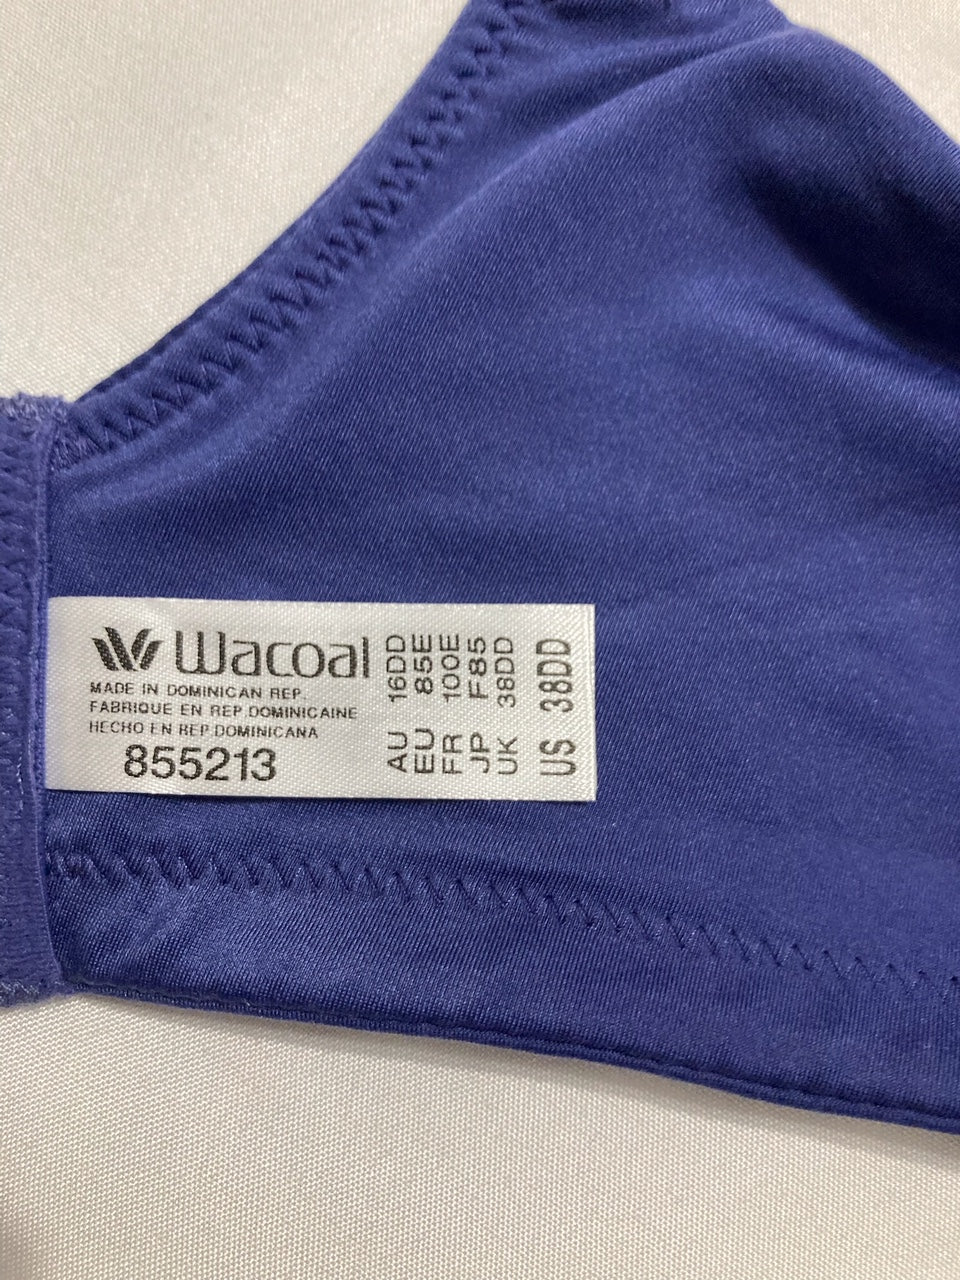 Wacoal
MADE IN DOMINICAN REP.
FABRIQUE EN REP.DOMINICAINE
HECHO EN REP.DOMINICANA
855213
AU 16DD
EU 85E
FR 100E
JP F85
UK 38DD
US 38DD